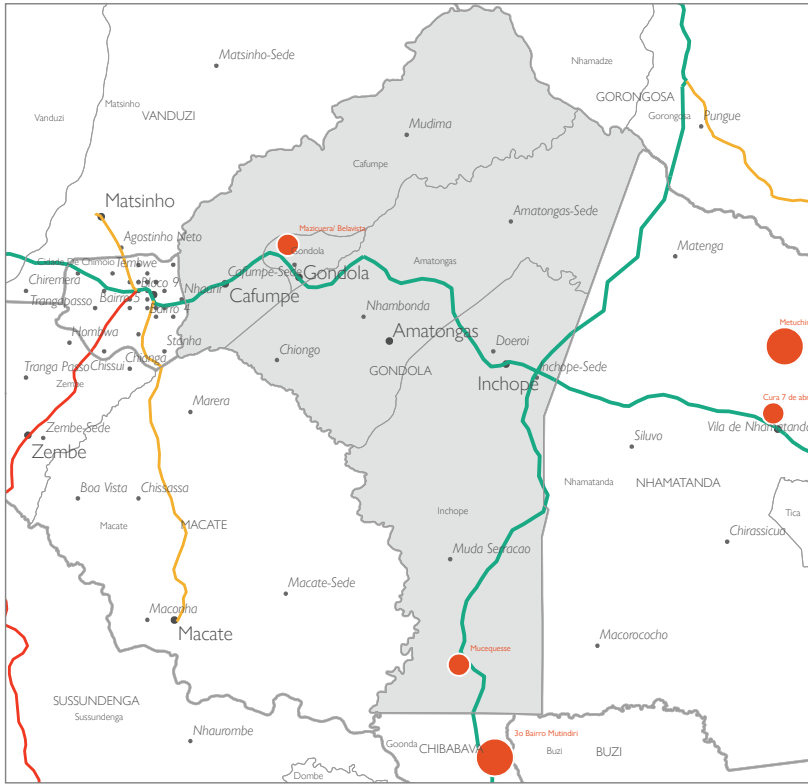 Matsinho-Sede
Nhamadze
Matsinho
GORONGOSA
Vanduzi
VANDUZI
Gorongosa
Pungue
Mudima
Cafumpe
Matsinho
Amatongas-Sede
Mazicuera/ Belavista
Agostinho Neto
Gondola
Matenga
Cidade De Chimoio
Tembwe
Amatongas
Cafumpe-Sede
Gondola
Chiremera
Bloco 9
Nhauriri
Cafumpe
Trangapasso
Bairro 5
Bairro 4
Nhambonda
Metuchira
Hombwa
Stanha
Amatongas
Doeroi
Chianga
Chiongo
Tranga Passo
Chissui
GONDOLA
Inchope-Sede
Zembe
Inchope
Cura 7 de abril
Marera
Zembe-Sede
Vila de Nhamatanda
Zembe
Siluvo
Boa Vista
Chissassa
Nhamatanda
NHAMATANDA
Inchope
Tica
Macate
MACATE
Chirassicua
Muda Serracao
Macate-Sede
Maconha
Macate
Macorococho
Mucequesse
SUSSUNDENGA
Sussundenga
Nhaurombe
3o Bairro Mutindiri
Goonda
CHIBABAVA
Buzi
BUZI
Dombe